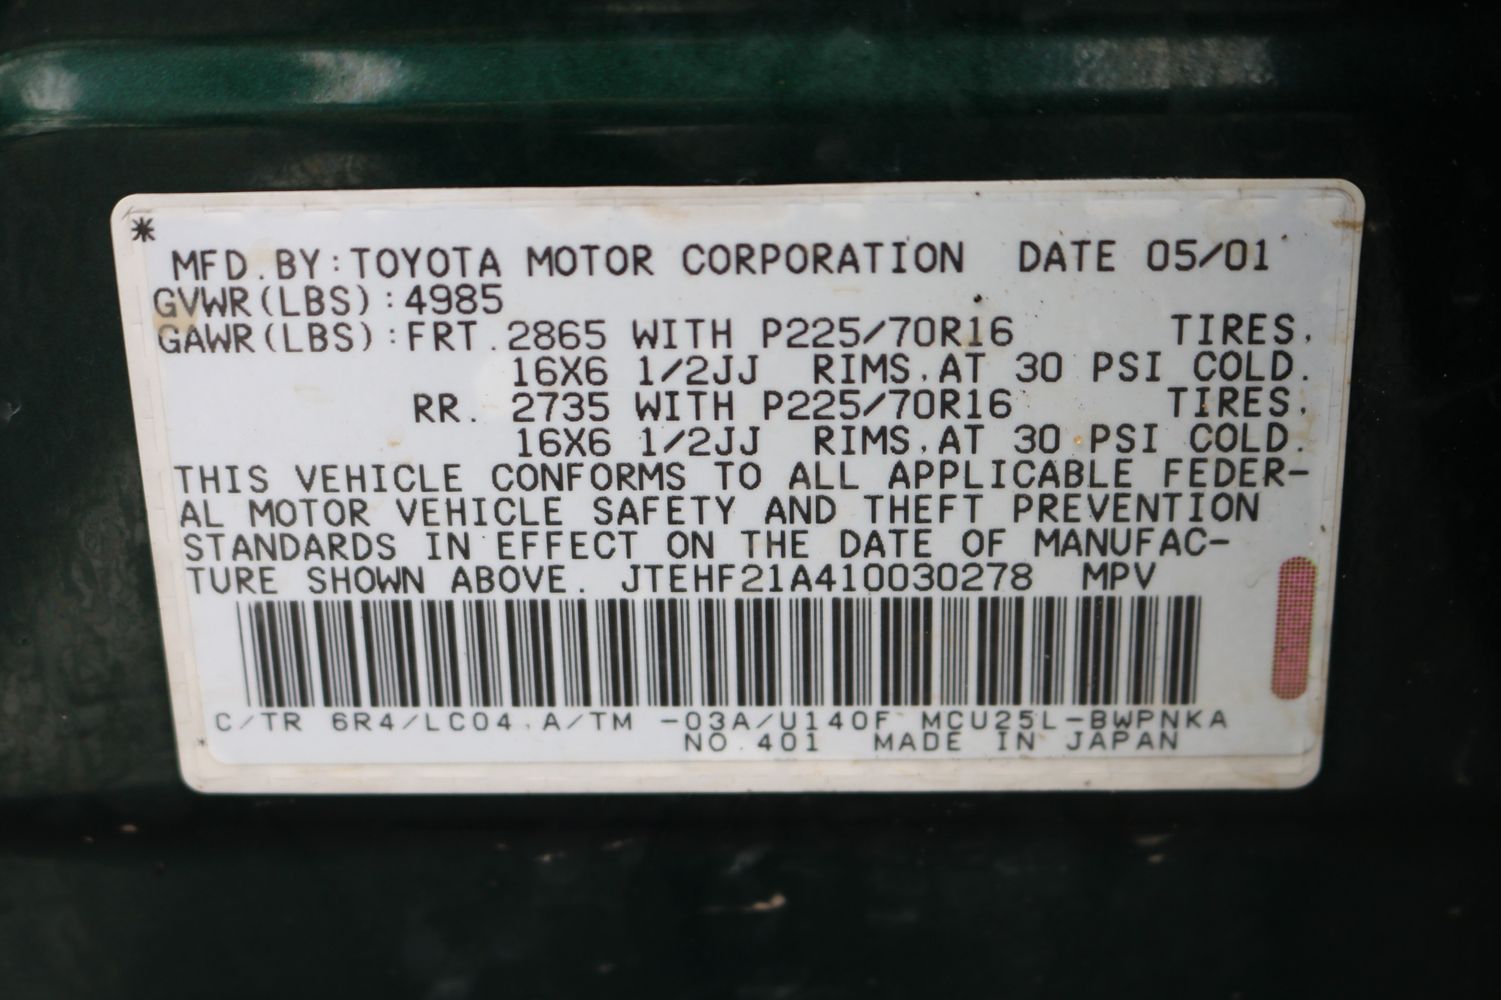 *
MFD.BY:TOYOTA MOTOR CORPORATION DATE 05/01
GVWR(LBS):4985
GAWR(LBS):FRT.2865 WITH P225/70R16 TIRES,
16X6 1/2JJ RIMS,AT 30 PSI COLD.
RR. 2735 WITH P225/70R16 TIRES,
16X6 1/2JJ RIMS,AT 30 PSI COLD.
THIS VEHICLE CONFORMS TO ALL APPLICABLE FEDER-
AL MOTOR VEHICLE SAFETY AND THEFT PREVENTION
STANDARDS IN EFFECT ON THE DATE OF MANUFAC-
TURE SHOWN ABOVE. JTEHF21A410030278 MPV
C/TR 6R4/LC04.A/TM -03A/U140F MCU25L-BWPNKA
* NO.401 MADE IN JAPAN